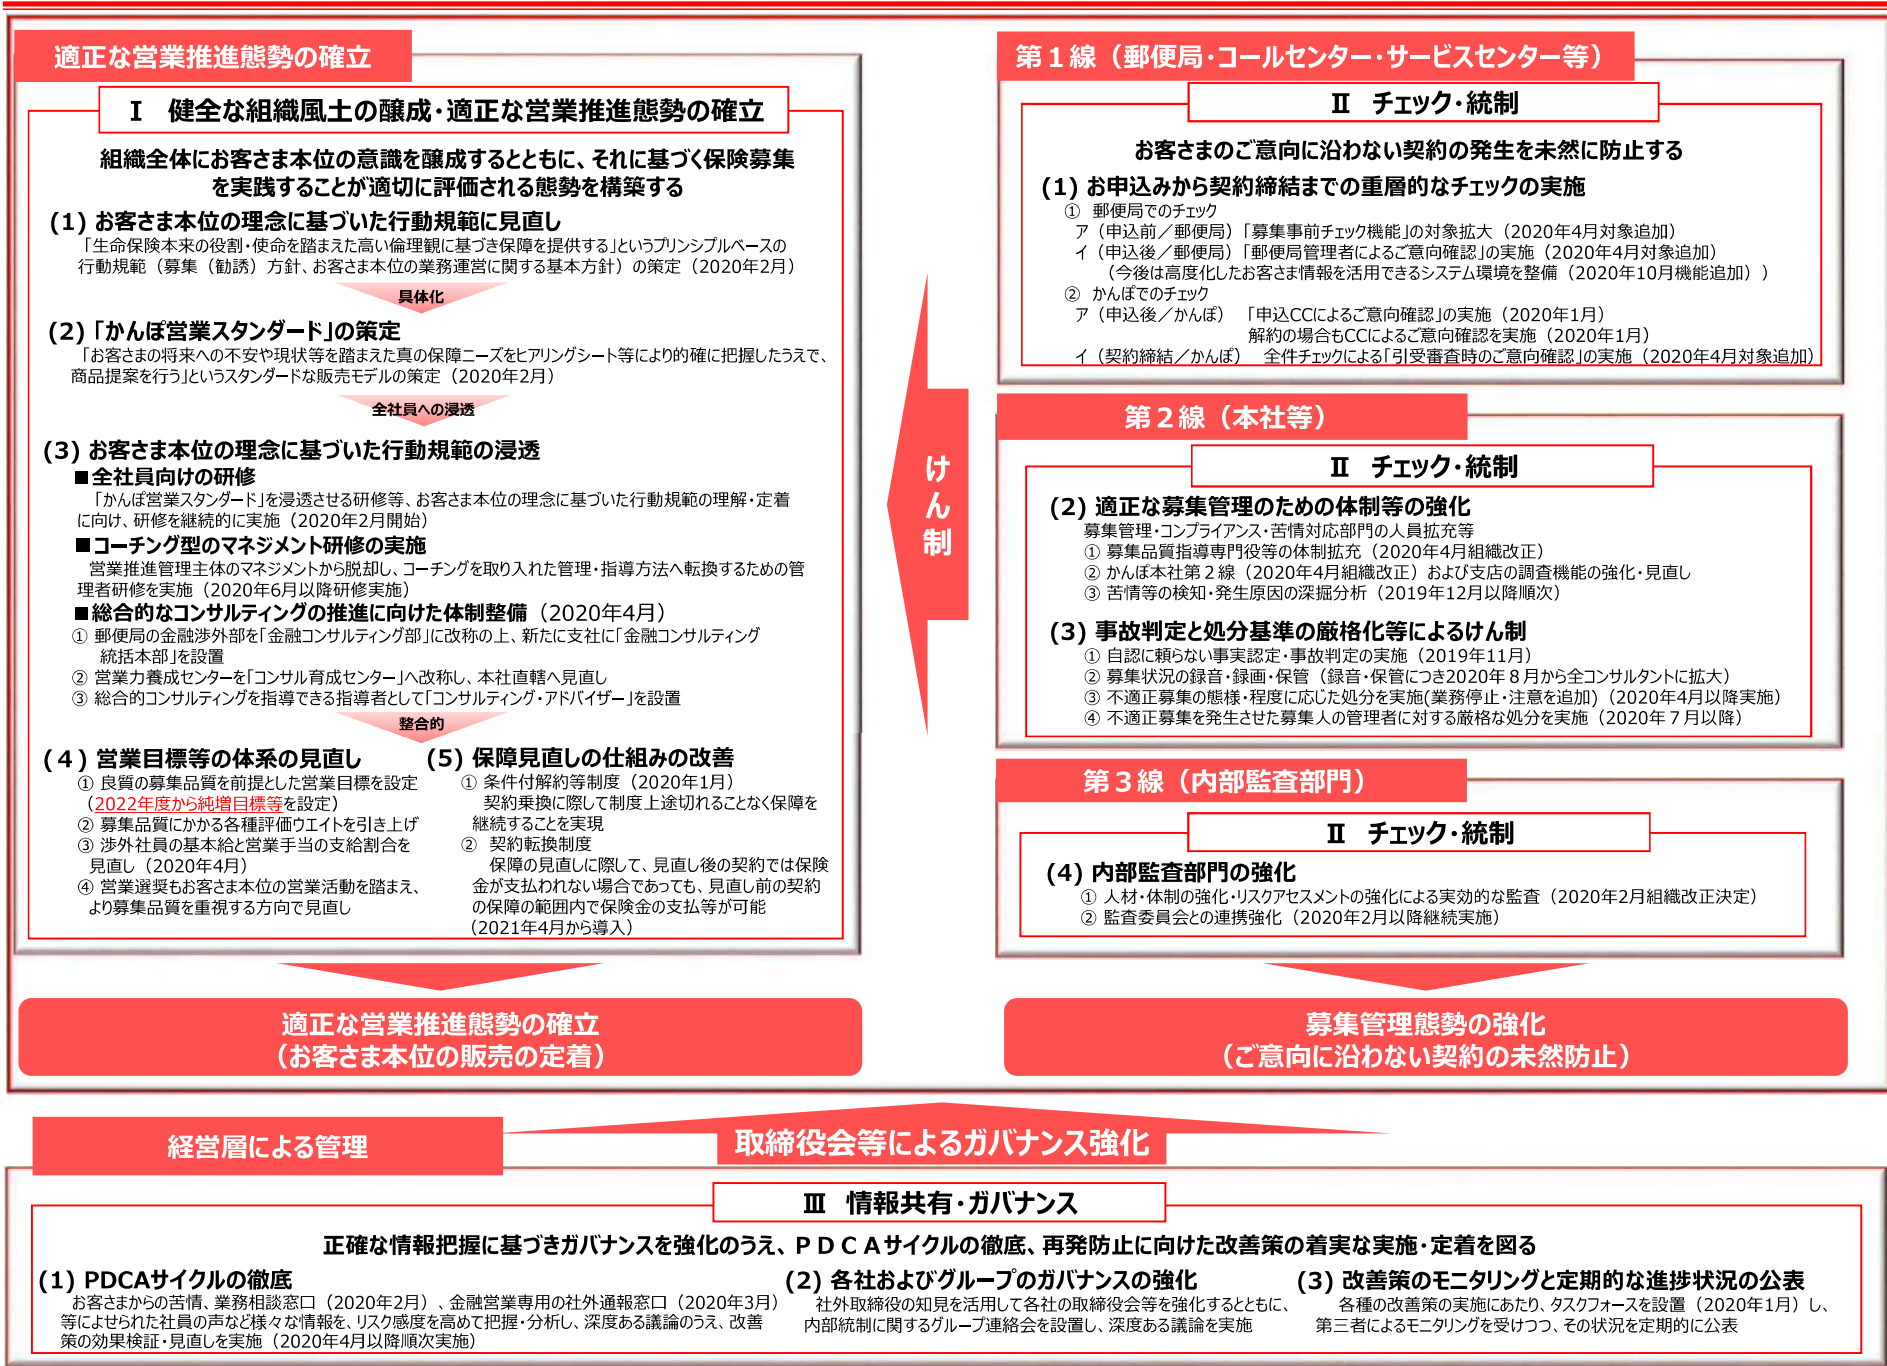 適正な営業推進態勢の確立
Ⅰ 健全な組織風土の醸成･適正な営業推進態勢の確立
組織全体にお客さま本位の意識を醸成するとともに、それに基づく保険募集
を実践することが適切に評価される態勢を構築する
(1) お客さま本位の理念に基づいた行動規範に見直し
「生命保険本来の役割･使命を踏まえた高い倫理観に基づき保障を提供する」というプリンシプルベースの
行動規範（募集（勧誘）方針、お客さま本位の業務運営に関する基本方針）の策定（2020年2月）
具体化
(2)「かんぽ営業スタンダード」の策定
「お客さまの将来への不安や現状等を踏まえた真の保障ニーズをヒアリングシート等により的確に把握したうえで、
商品提案を行う」というスタンダードな販売モデルの策定（2020年2月）
全社員への浸透
(3) お客さま本位の理念に基づいた行動規範の浸透
■全社員向けの研修
「かんぽ営業スタンダード」を浸透させる研修等、お客さま本位の理念に基づいた行動規範の理解･定着
に向け、研修を継続的に実施（2020年2月開始）
■コーチング型のマネジメント研修の実施
営業推進管理主体のマネジメントから脱却し、コーチングを取り入れた管理･指導方法へ転換するための管
理者研修を実施（2020年6月以降研修実施）
■総合的なコンサルティングの推進に向けた体制整備（2020年4月）
① 郵便局の金融渉外部を「金融コンサルティング部」に改称の上、新たに支社に「金融コンサルティング
統括本部」を設置
② 営業力養成センターを「コンサル育成センター」へ改称し、本社直轄へ見直し
③ 総合的コンサルティングを指導できる指導者として「コンサルティング･アドバイザー」を設置
整合的
(４) 営業目標等の体系の見直し
① 良質の募集品質を前提とした営業目標を設定
（2022年度から純増目標等を設定）
② 募集品質にかかる各種評価ウエイトを引き上げ
③ 渉外社員の基本給と営業手当の支給割合を
見直し（2020年4月）
④ 営業選奨もお客さま本位の営業活動を踏まえ、
より募集品質を重視する方向で見直し
(5) 保障見直しの仕組みの改善
① 条件付解約等制度（2020年1月）
契約乗換に際して制度上途切れることなく保障を
継続することを実現
② 契約転換制度
保障の見直しに際して、見直し後の契約では保険
金が支払われない場合であっても、見直し前の契約
の保障の範囲内で保険金の支払等が可能
（2021年4月から導入）
適正な営業推進態勢の確立
（お客さま本位の販売の定着）
けん制
第１線（郵便局･コールセンター･サービスセンター等）
Ⅱ チェック･統制
お客さまのご意向に沿わない契約の発生を未然に防止する
(1) お申込みから契約締結までの重層的なチェックの実施
① 郵便局でのチェック
ア（申込前／郵便局）「募集事前チェック機能」の対象拡大（2020年4月対象追加）
イ（申込後／郵便局）「郵便局管理者によるご意向確認」の実施（2020年4月対象追加）
（今後は高度化したお客さま情報を活用できるシステム環境を整備（2020年10月機能追加））
② かんぽでのチェック
ア（申込後／かんぽ） 「申込CCによるご意向確認」の実施（2020年1月）
解約の場合もCCによるご意向確認を実施（2020年1月）
イ（契約締結／かんぽ） 全件チェックによる「引受審査時のご意向確認」の実施（2020年4月対象追加）
第２線（本社等）
Ⅱ チェック･統制
(2) 適正な募集管理のための体制等の強化
募集管理･コンプライアンス･苦情対応部門の人員拡充等
① 募集品質指導専門役等の体制拡充（2020年4月組織改正）
② かんぽ本社第２線（2020年4月組織改正）および支店の調査機能の強化･見直し
③ 苦情等の検知･発生原因の深掘分析（2019年12月以降順次）
(3) 事故判定と処分基準の厳格化等によるけん制
① 自認に頼らない事実認定･事故判定の実施（2019年11月）
② 募集状況の録音･録画･保管（録音･保管につき2020年８月から全コンサルタントに拡大）
③ 不適正募集の態様･程度に応じた処分を実施(業務停止･注意を追加)（2020年4月以降実施）
④ 不適正募集を発生させた募集人の管理者に対する厳格な処分を実施（2020年７月以降）
第３線（内部監査部門）
Ⅱ チェック･統制
(4) 内部監査部門の強化
① 人材･体制の強化･リスクアセスメントの強化による実効的な監査（2020年2月組織改正決定）
② 監査委員会との連携強化（2020年2月以降継続実施）
募集管理態勢の強化
（ご意向に沿わない契約の未然防止）
経営層による管理
取締役会等によるガバナンス強化
Ⅲ 情報共有･ガバナンス
正確な情報把握に基づきガバナンスを強化のうえ、ＰＤＣＡサイクルの徹底、再発防止に向けた改善策の着実な実施･定着を図る
(1) PDCAサイクルの徹底
お客さまからの苦情、業務相談窓口（2020年2月）、金融営業専用の社外通報窓口（2020年3月）
等によせられた社員の声など様々な情報を、リスク感度を高めて把握･分析し、深度ある議論のうえ、改善
策の効果検証･見直しを実施（2020年4月以降順次実施）
(2) 各社およびグループのガバナンスの強化
社外取締役の知見を活用して各社の取締役会等を強化するとともに、
内部統制に関するグループ連絡会を設置し、深度ある議論を実施
(3) 改善策のモニタリングと定期的な進捗状況の公表
各種の改善策の実施にあたり、タスクフォースを設置（2020年1月）し、
第三者によるモニタリングを受けつつ、その状況を定期的に公表